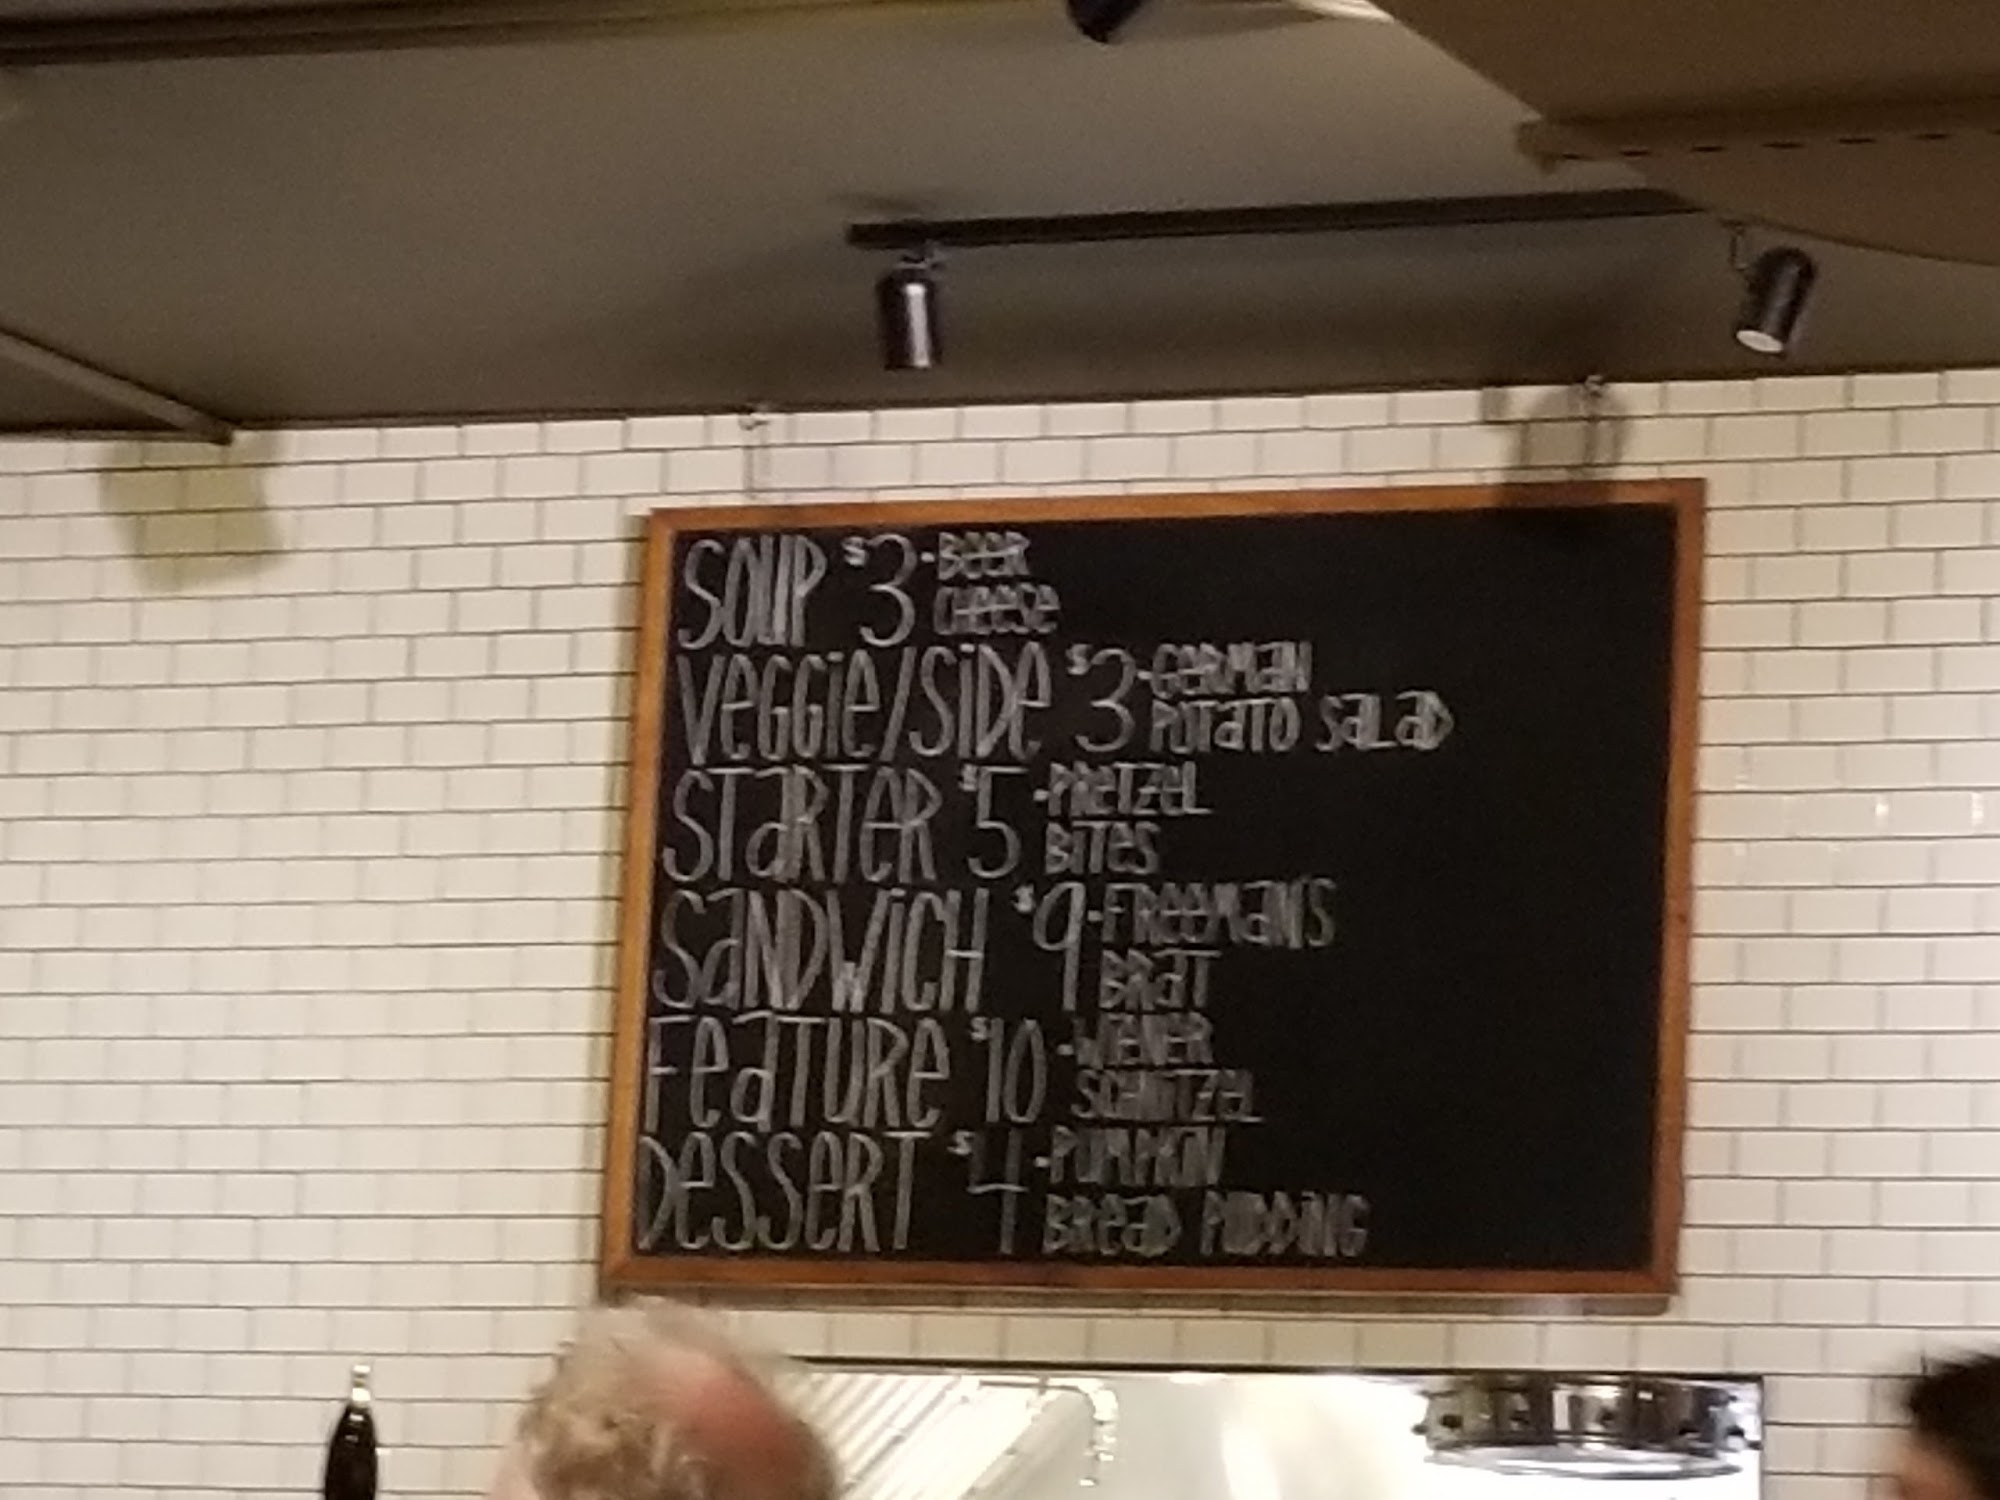 SOUP $3 - BEER
CHEESE
VEGGIE/SIDE $3 - GERMAN
POTATO SALAD
STARTER $5 - PRETZEL
BITES
SANDWICH $9 - FREEMAN'S
BRAT
FEATURE $10 - WIENER
SCHNITZEL
DESSERT $4 - PUMPKIN
BREAD PUDDING